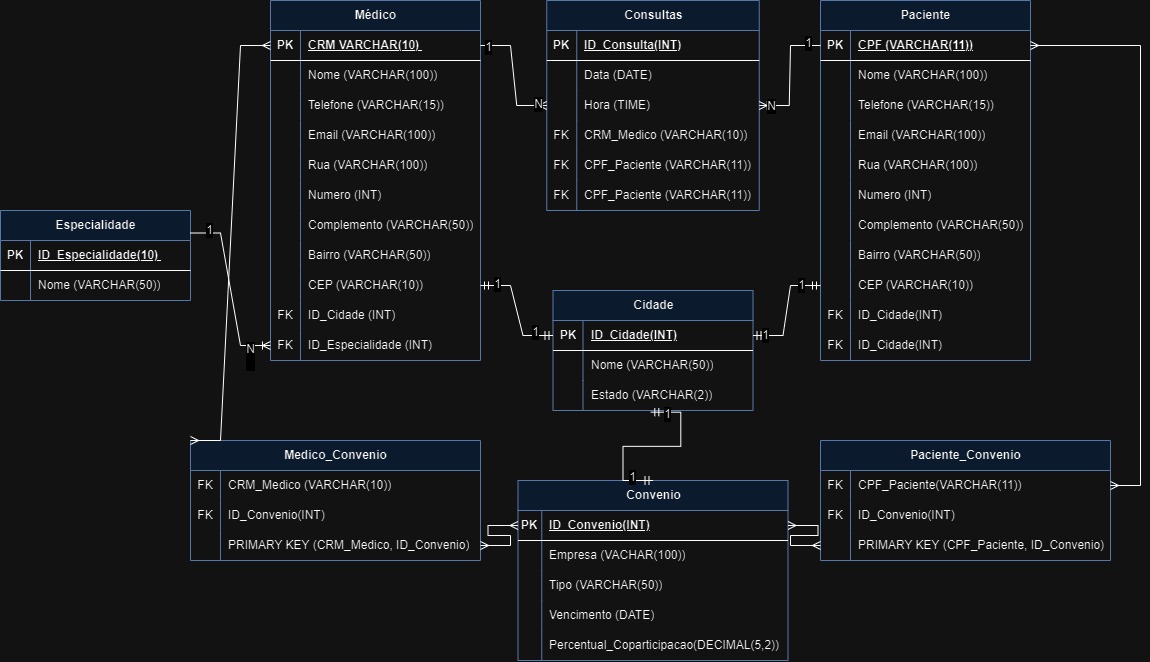 Médico
PK CRM VARCHAR(10)
Nome (VARCHAR(100))
Telefone (VARCHAR(15))
Email (VARCHAR(100))
Rua (VARCHAR(100))
Numero (INT)
Complemento (VARCHAR(50))
Bairro (VARCHAR(50))
CEP (VARCHAR(10))
FK ID_Cidade (INT)
FK ID_Especialidade (INT)
1
N
Consultas
PK ID_Consulta(INT)
Data (DATE)
Hora (TIME)
FK CRM_Medico (VARCHAR(10))
FK CPF_Paciente (VARCHAR(11))
FK CPF_Paciente (VARCHAR(11))
1
N
Paciente
PK CPF (VARCHAR(11))
Nome (VARCHAR(100))
Telefone (VARCHAR(15))
Email (VARCHAR(100))
Rua (VARCHAR(100))
Numero (INT)
Complemento (VARCHAR(50))
Bairro (VARCHAR(50))
CEP (VARCHAR(10))
FK ID_Cidade(INT)
FK ID_Cidade(INT)
Especialidade
PK ID_Especialidade(10)
Nome (VARCHAR(50))
1
N
1
1
Cidade
PK ID_Cidade(INT)
Nome (VARCHAR(50))
Estado (VARCHAR(2))
1
1
1
1
Medico_Convenio
FK CRM_Medico (VARCHAR(10))
FK ID_Convenio(INT)
PRIMARY KEY (CRM_Medico, ID_Convenio)
Convenio
PK ID_Convenio(INT)
Empresa (VACHAR(100))
Tipo (VARCHAR(50))
Vencimento (DATE)
Percentual_Coparticipacao(DECIMAL(5,2))
Paciente_Convenio
FK CPF_Paciente(VARCHAR(11))
FK ID_Convenio(INT)
PRIMARY KEY (CPF_Paciente, ID_Convenio)